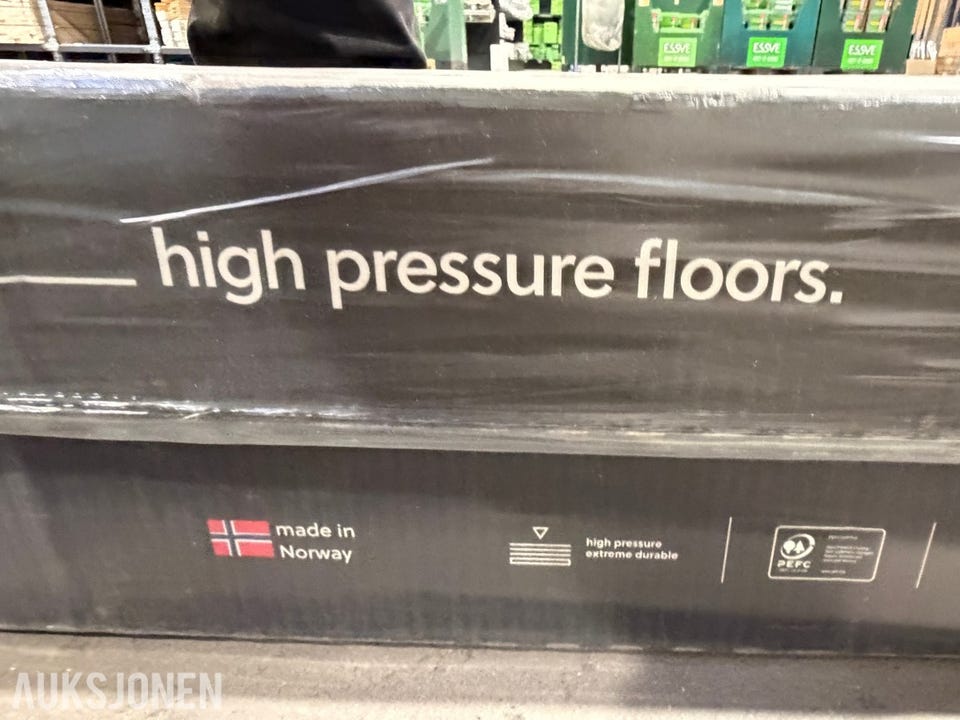 ESSVE
ESSVE
ESSVE
high pressure floors.
made in
Norway
high pressure
extreme durable
PEFC
AUKSJONEN